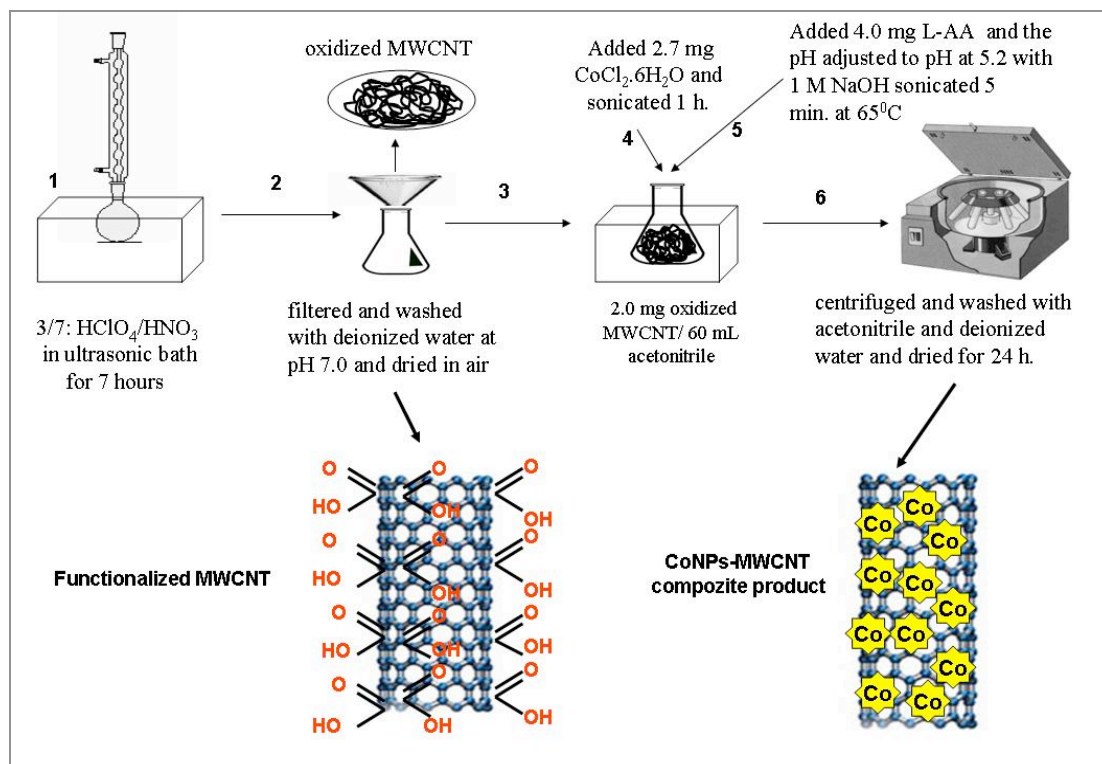 oxidized MWCNT
Added 2.7 mg
CoCl₂.6H₂O and
sonicated 1 h.
Added 4.0 mg L-AA and the
pH adjusted to pH at 5.2 with
1 M NaOH sonicated 5
min. at 65⁰C
1
2
3
4
5
6
3/7: HClO₄/HNO₃
in ultrasonic bath
for 7 hours
filtered and washed
with deionized water at
pH 7.0 and dried in air
2.0 mg oxidized
MWCNT/ 60 mL
acetonitrile
centrifuged and washed with
acetonitrile and deionized
water and dried for 24 h.
Functionalized MWCNT
O O O
HO OH OH
O O O
HO OH OH
O O O
HO OH OH
O O O
HO OH OH
CoNPs-MWCNT
compozite product
Co
Co
Co
Co
Co
Co
Co
Co
Co
Co
Co